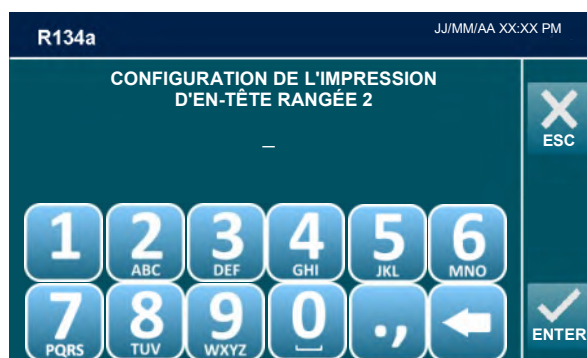 R134a
JJ/MM/AA XX:XX PM
CONFIGURATION DE L'IMPRESSION
D'EN-TÊTE RANGÉE 2
_
ESC
1 2 3 4 5 6
ABC DEF GHI JKL MNO
7 8 9 0 .,
PQRS TUV WXYZ
ENTER